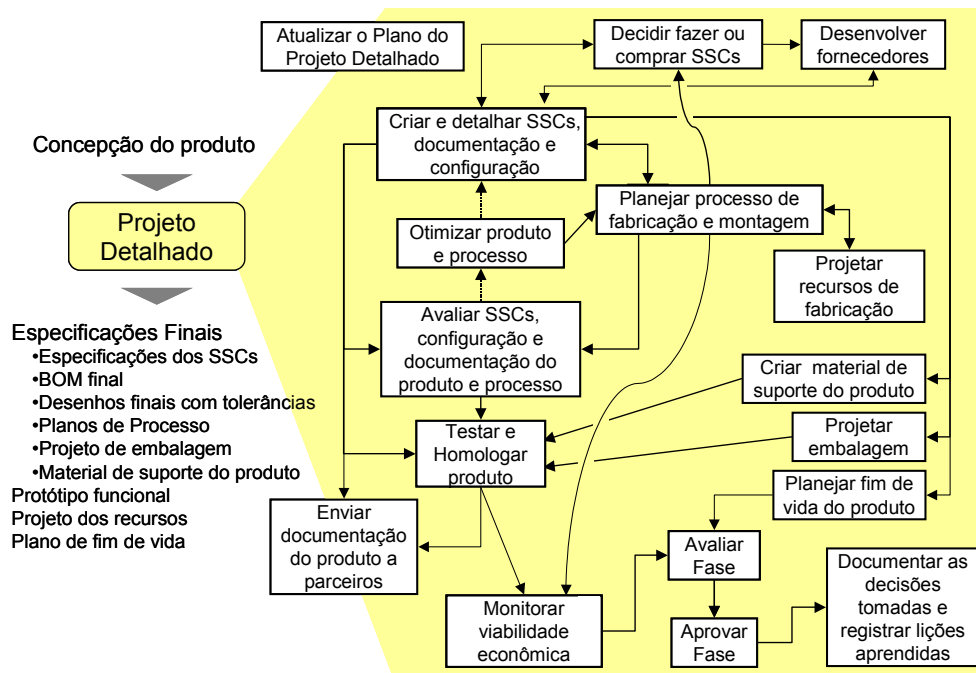 Atualizar o Plano do
Projeto Detalhado
Decidir fazer ou
comprar SSCs
Desenvolver
fornecedores
Criar e detalhar SSCs,
documentação e
configuração
Concepção do produto
Planejar processo de
fabricação e montagem
Projeto
Detalhado
Otimizar produto
e processo
Projetar
recursos de
fabricação
Avaliar SSCs,
configuração e
documentação do
produto e processo
Especificações Finais
•Especificações dos SSCs
•BOM final
•Desenhos finais com tolerâncias
•Planos de Processo
•Projeto de embalagem
•Material de suporte do produto
Protótipo funcional
Projeto dos recursos
Plano de fim de vida
Criar material de
suporte do produto
Projetar
embalagem
Testar e
Homologar
produto
Planejar fim de
vida do produto
Enviar
documentação
do produto a
parceiros
Avaliar
Fase
Documentar as
decisões
tomadas e
registrar lições
aprendidas
Monitorar
viabilidade
econômica
Aprovar
Fase